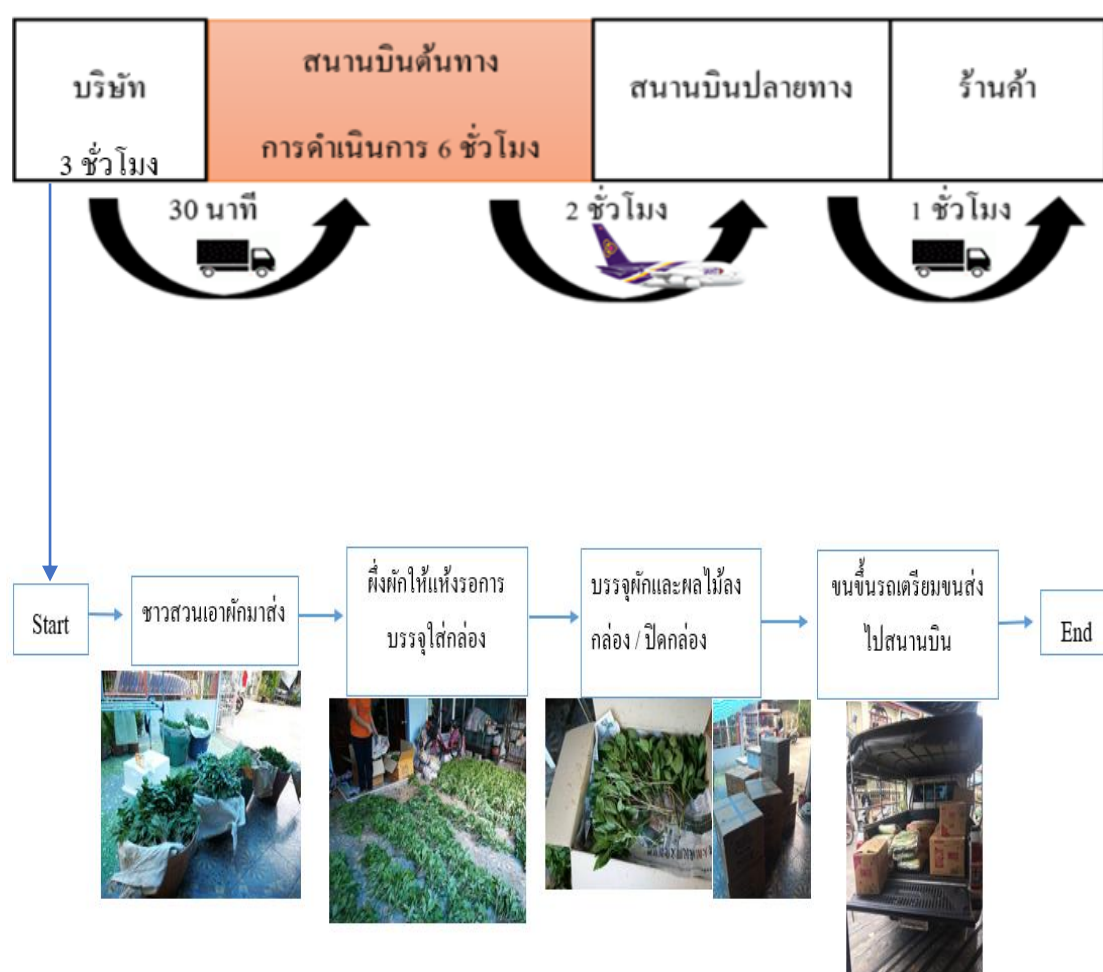 บริษัท
3 ชั่วโมง
สนานบินต้นทาง
การดำเนินการ 6 ชั่วโมง
สนานบินปลายทาง
ร้านค้า
30 นาที
2 ชั่วโมง
1 ชั่วโมง
Start
ชาวสวนเอาผักมาส่ง
ผึ่งผักให้แห้งรอการ
บรรจุใส่กล่อง
บรรจุผักและผลไม้ลง
กล่อง / ปิดกล่อง
ขนขึ้นรถเตรียมขนส่ง
ไปสนานบิน
End